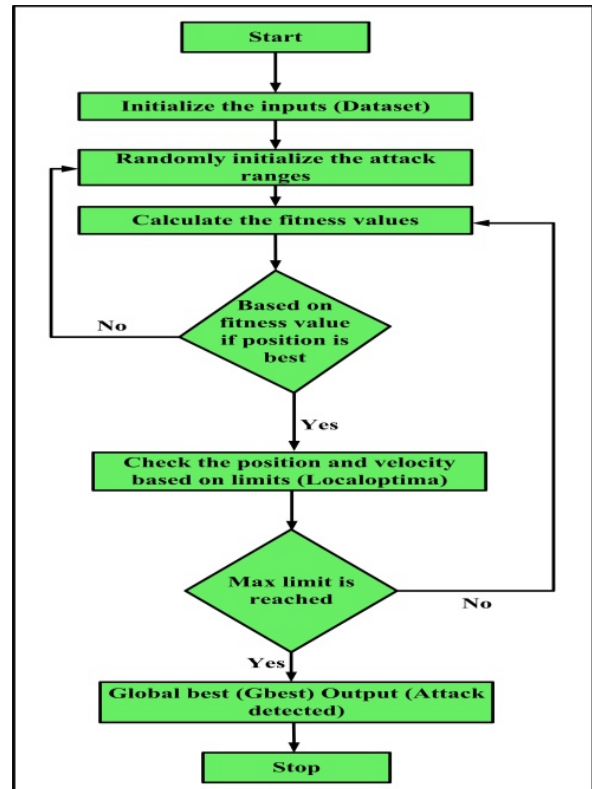 Start
Initialize the inputs (Dataset)
Randomly initialize the attack
ranges
Calculate the fitness values
Based on
fitness value
if position is
best
No
Yes
Check the position and velocity
based on limits (Localoptima)
Max limit is
reached
No
Yes
Global best (Gbest) Output (Attack
detected)
Stop